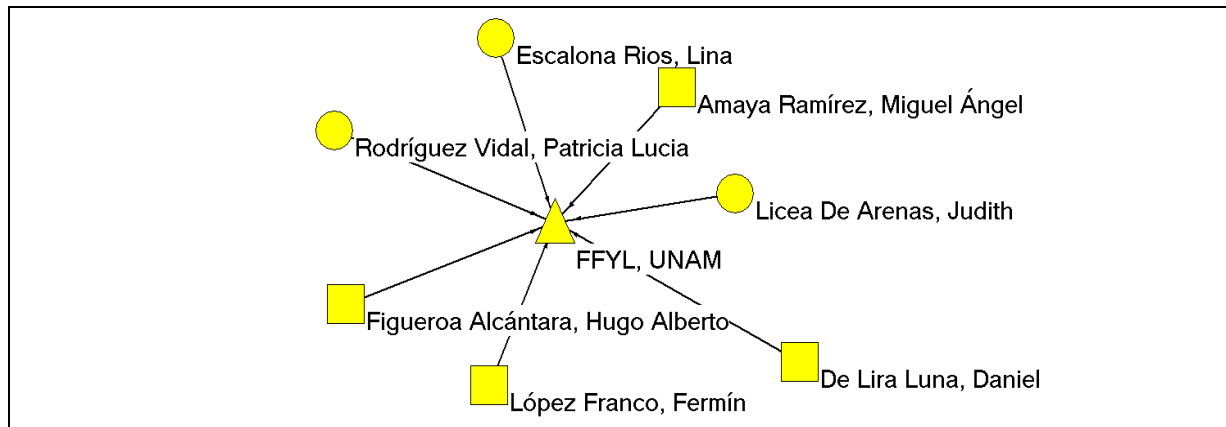 Escalona Rios, Lina
Amaya Ramírez, Miguel Ángel
Rodríguez Vidal, Patricia Lucia
Licea De Arenas, Judith
FFYL, UNAM
Figueroa Alcántara, Hugo Alberto
De Lira Luna, Daniel
López Franco, Fermín